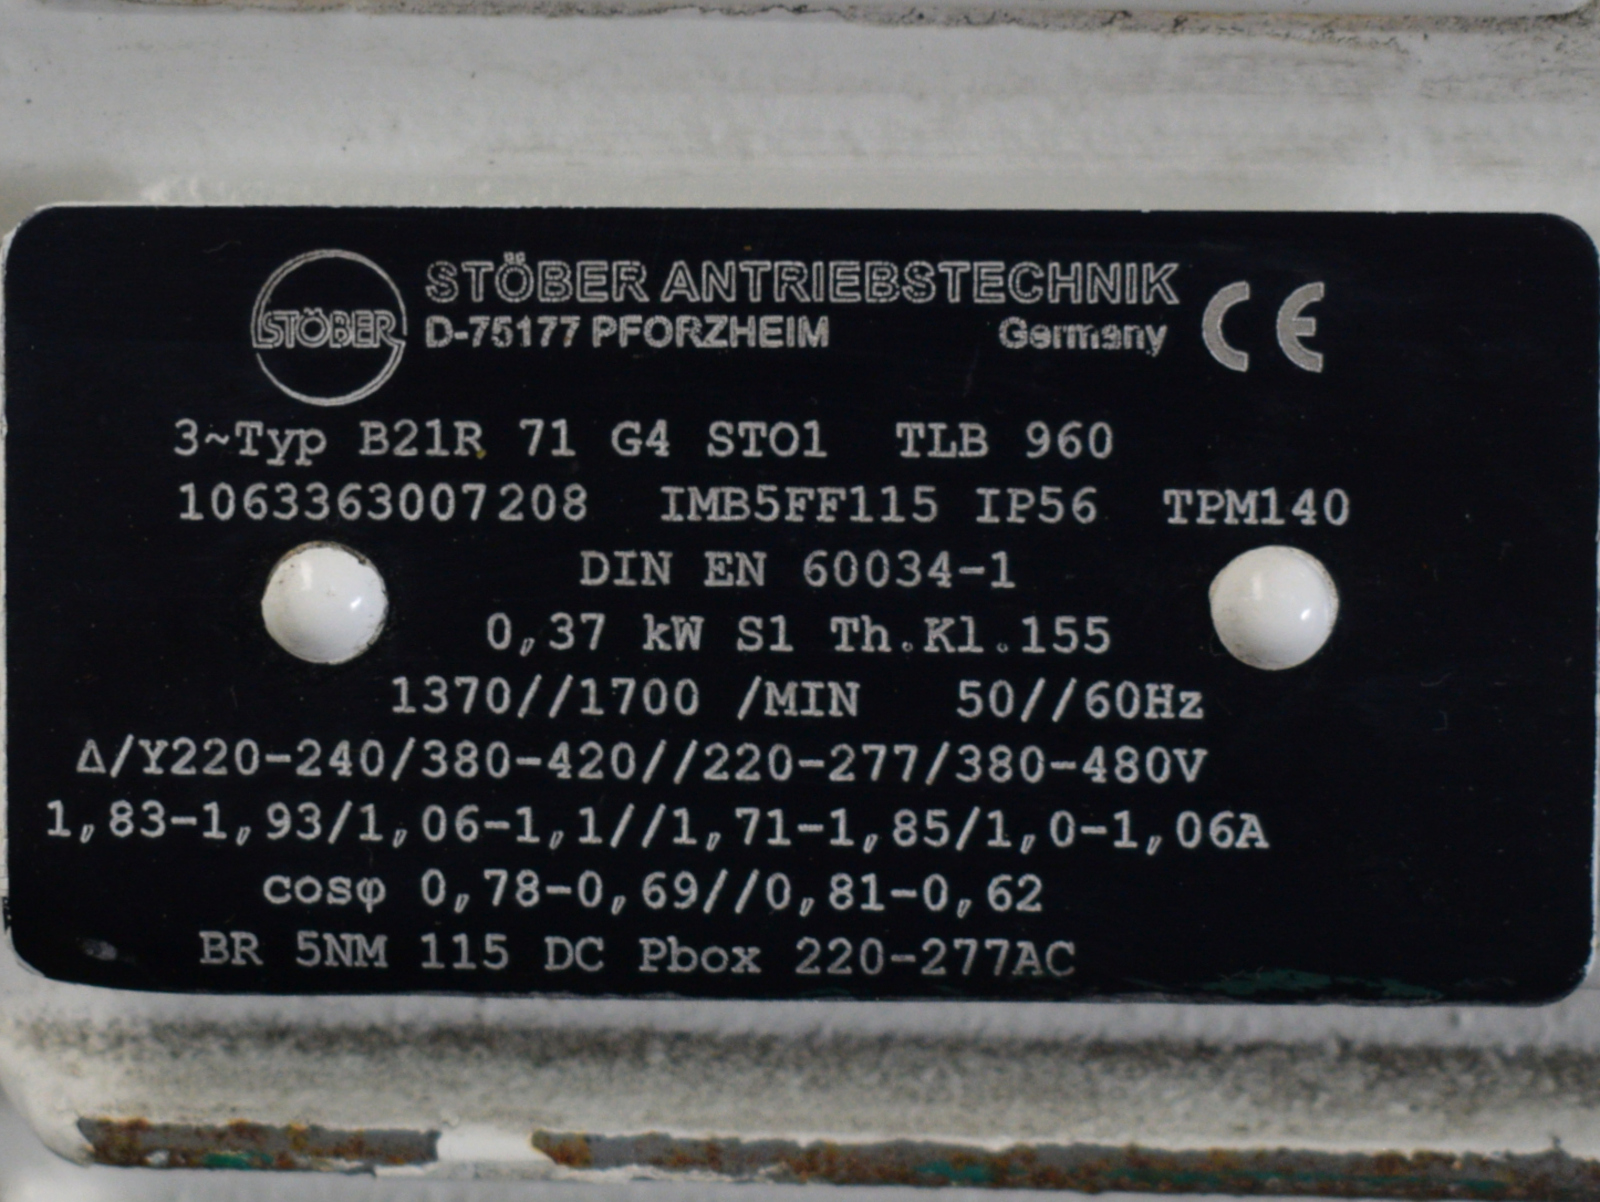 STÖBER
STÖBER ANTRIEBSTECHNIK
D-75177 PFORZHEIM Germany
CE
3~Typ B21R 71 G4 STO1 TLB 960
1063363007208 IMB5FF115 IP56 TPM140
DIN EN 60034-1
0,37 kW S1 Th.Kl.155
1370//1700 /MIN 50//60Hz
Δ/Y220-240/380-420//220-277/380-480V
1,83-1,93/1,06-1,1//1,71-1,85/1,0-1,06A
cosφ 0,78-0,69//0,81-0,62
BR 5NM 115 DC Pbox 220-277AC